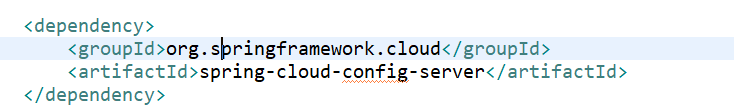 <dependency>
<groupId>org.springframework.cloud</groupId>
<artifactId>spring-cloud-config-server</artifactId>
</dependency>